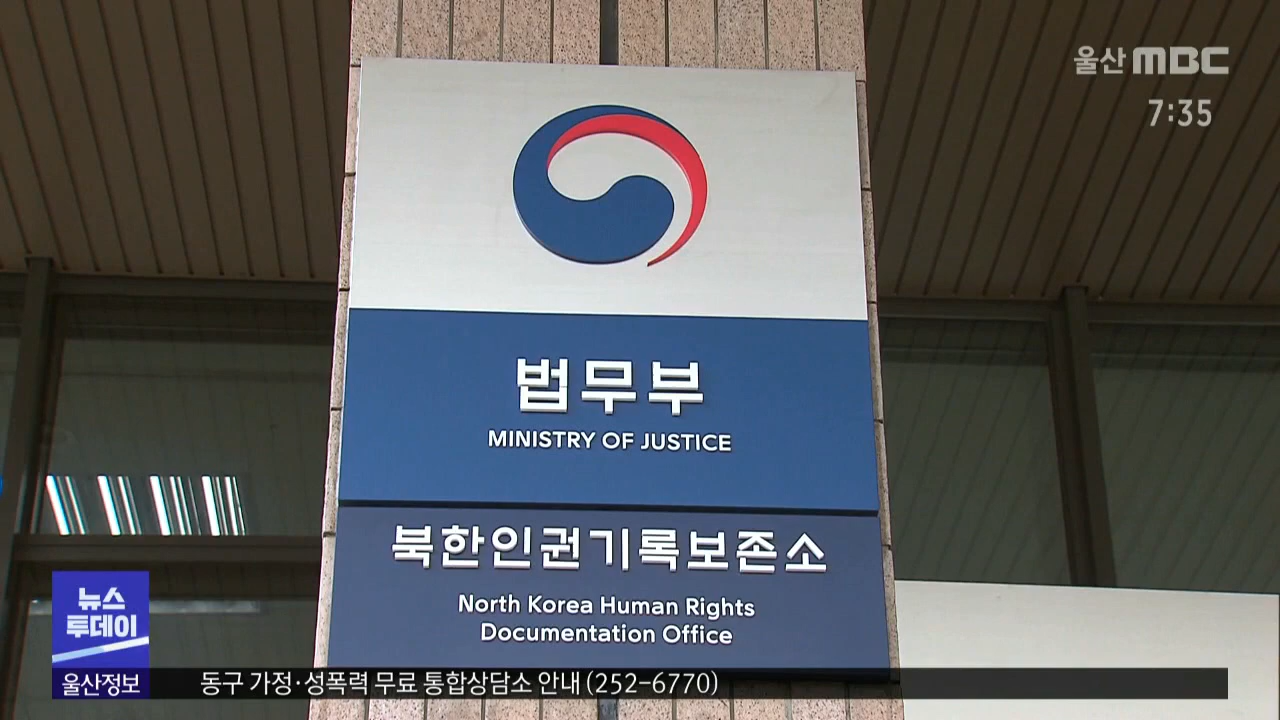 울산 MBC
7:35
법무부
MINISTRY OF JUSTICE
북한인권기록보존소
North Korea Human Rights
Documentation Office
뉴스
투데이
울산정보 동구 가정·성폭력 무료 통합상담소 안내 (252-6770)